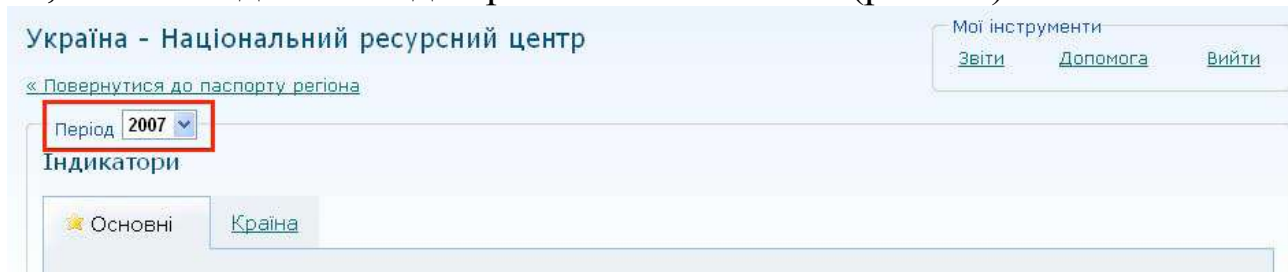 Україна - Національний ресурсний центр
Мої інструменти
Звіти Допомога Вийти
« Повернутися до паспорту регіона
Період 2007
Індикатори
Основні Країна